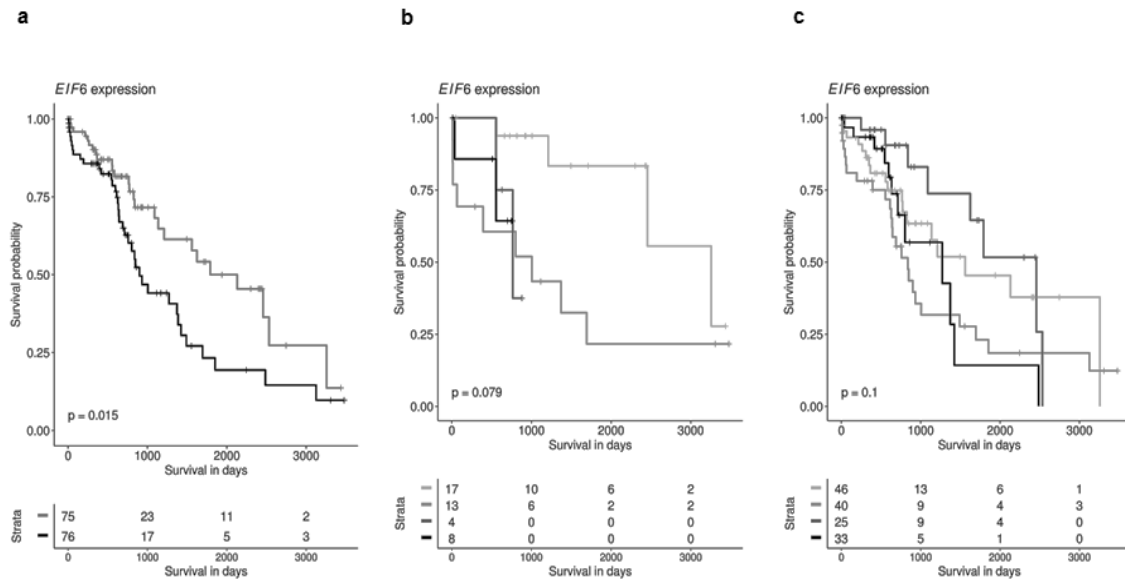 a
EIF6 expression
1.00
0.75
0.50
0.25
0.00
Survival probability
p = 0.015
0 1000 2000 3000
Survival in days
Strata
75 23 11 2
76 17 5 3
0 1000 2000 3000
Survival in days
b
EIF6 expression
1.00
0.75
0.50
0.25
0.00
Survival probability
p = 0.079
0 1000 2000 3000
Survival in days
Strata
17 10 6 2
13 6 2 2
4 0 0 0
8 0 0 0
0 1000 2000 3000
Survival in days
c
EIF6 expression
1.00
0.75
0.50
0.25
0.00
Survival probability
p = 0.1
0 1000 2000 3000
Survival in days
Strata
46 13 6 1
40 9 4 3
25 9 4 0
33 5 1 0
0 1000 2000 3000
Survival in days